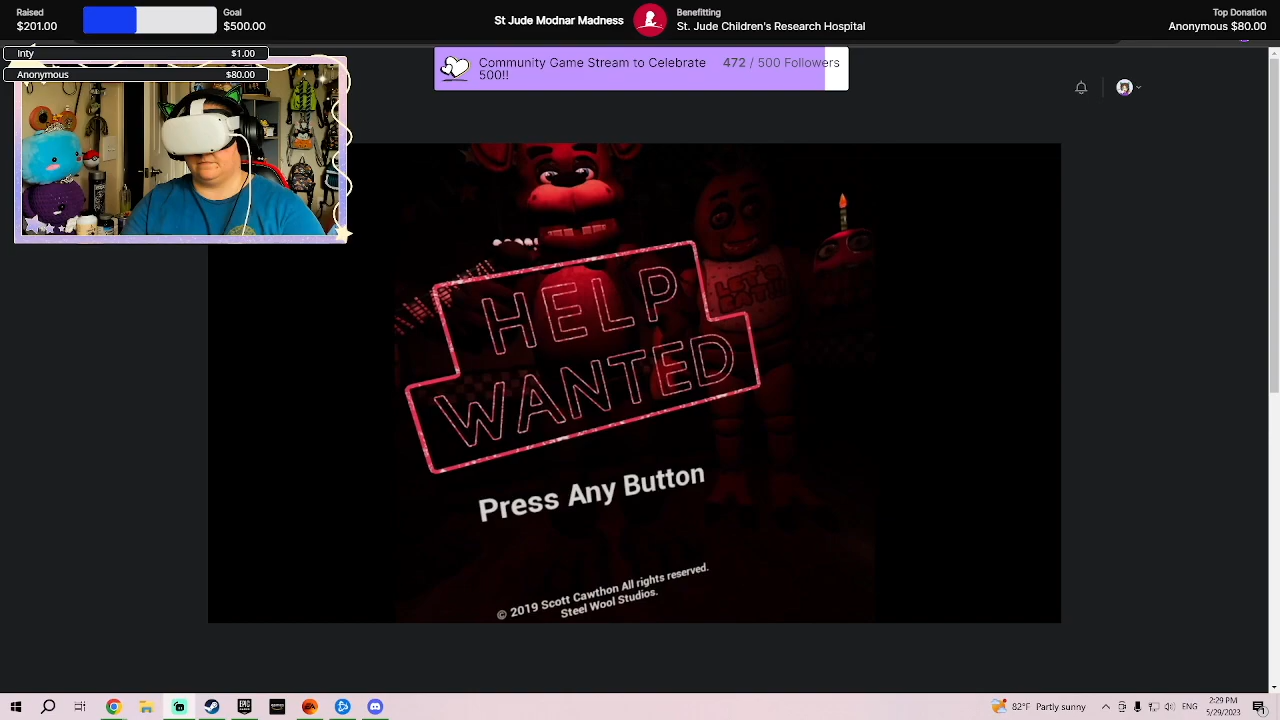 Raised
$201.00
Goal
$500.00
St Jude Modnar Madness
Benefitting
St. Jude Children's Research Hospital
Top Donation
Anonymous $80.00
Inty $1.00
Anonymous $80.00
Community Game Stream to Celebrate 500!!
472 / 500 Followers
LET'S EAT!!!
HELP
WANTED
Press Any Button
© 2019 Scott Cawthon All rights reserved.
Steel Wool Studios.
82°F Partly sunny
ENG
2:29 PM